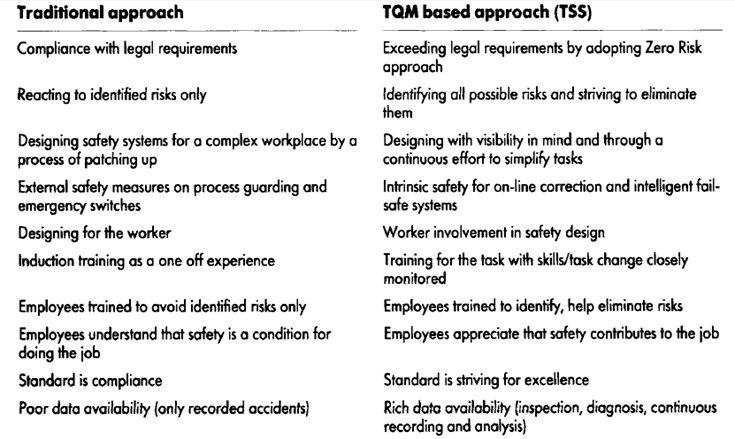 Traditional approach
TQM based approach (TSS)
Compliance with legal requirements
Exceeding legal requirements by adopting Zero Risk
approach
Reacting to identified risks only
Identifying all possible risks and striving to eliminate
them
Designing safety systems for a complex workplace by a
process of patching up
Designing with visibility in mind and through a
continuous effort to simplify tasks
External safety measures on process guarding and
emergency switches
Intrinsic safety for on-line correction and intelligent fail-
safe systems
Designing for the worker
Worker involvement in safety design
Induction training as a one off experience
Training for the task with skills/task change closely
monitored
Employees trained to avoid identified risks only
Employees trained to identify, help eliminate risks
Employees understand that safety is a condition for
doing the job
Employees appreciate that safety contributes to the job
Standard is compliance
Standard is striving for excellence
Poor data availability (only recorded accidents)
Rich data availability (inspection, diagnosis, continuous
recording and analysis)